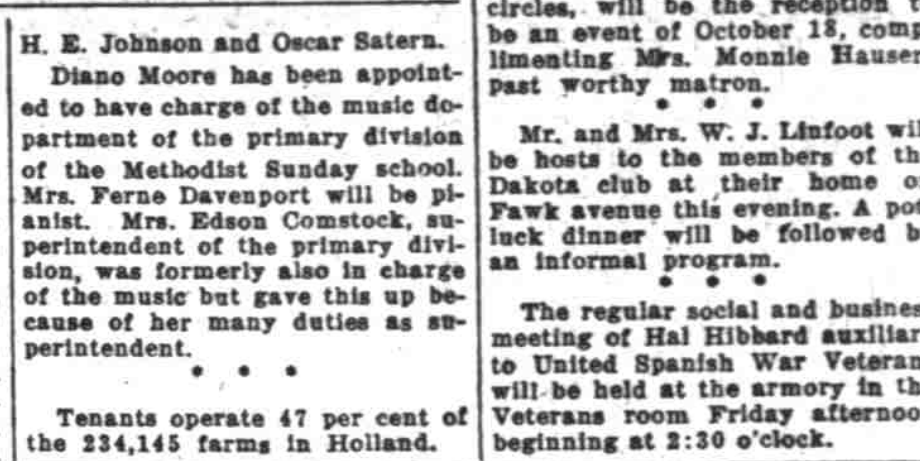 H. E. Johnson and Oscar Satern.
Diano Moore has been appoint-
ed to have charge of the music de-
partment of the primary division
of the Methodist Sunday school.
Mrs. Ferne Davenport will be pi-
anist. Mrs. Edson Comstock, su-
perintendent of the primary divi-
sion, was formerly also in charge
of the music but gave this up be-
cause of her many duties as su-
perintendent.
* * *
Tenants operate 47 per cent of
the 234,145 farms in Holland.
circles, will be the reception
be an event of October 18, comp
limenting Mrs. Monnie Hauser
past worthy matron.
* * *
Mr. and Mrs. W. J. Linfoot wil
be hosts to the members of th
Dakota club at their home o
Fawk avenue this evening. A po
luck dinner will be followed b
an informal program.
* * *
The regular social and busines
meeting of Hal Hibbard auxiliar
to United Spanish War Veteran
will be held at the armory in th
Veterans room Friday afternoo
beginning at 2:30 o'clock.